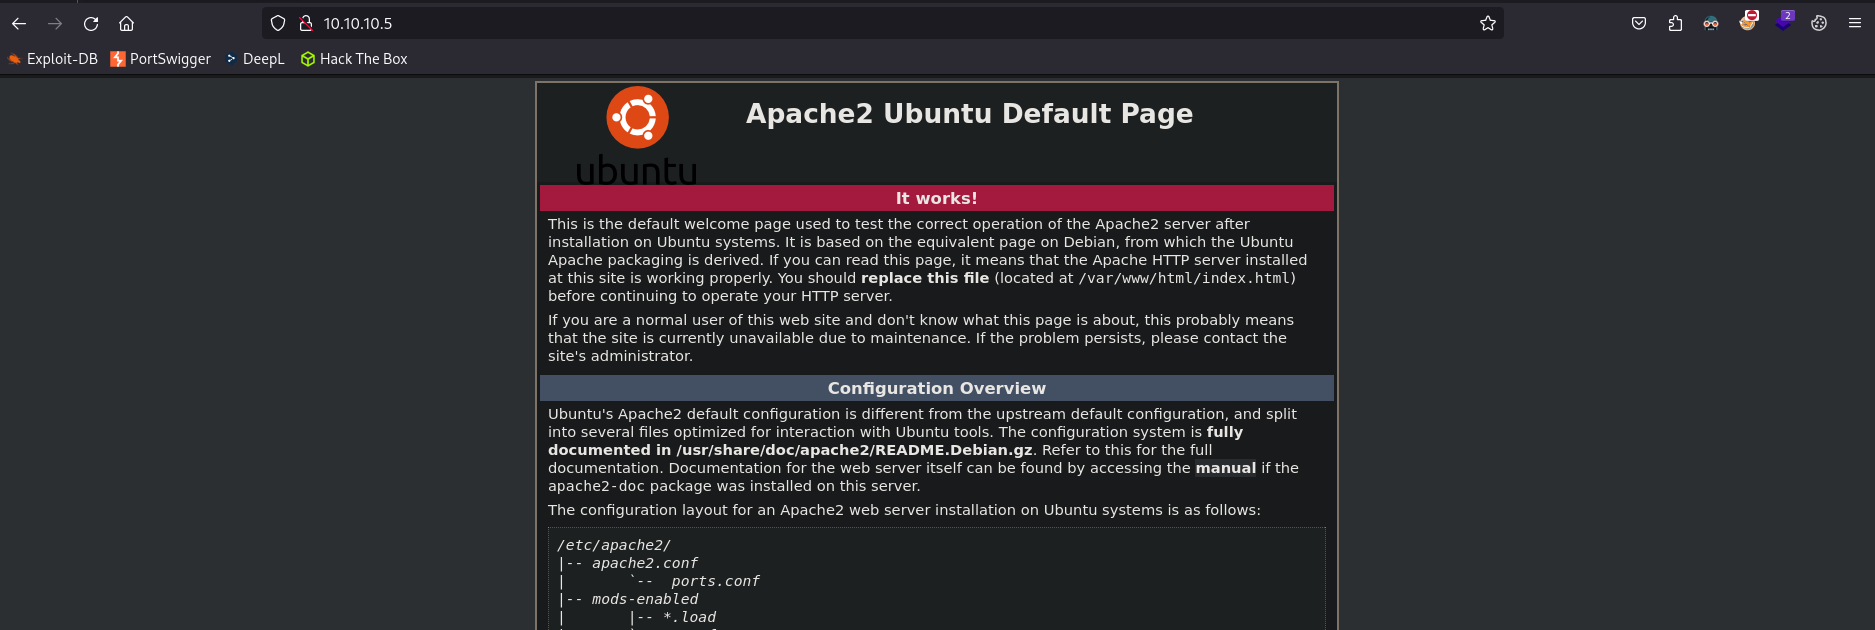 10.10.10.5
2
Exploit-DB PortSwigger DeepL Hack The Box
ubuntu
Apache2 Ubuntu Default Page
It works!
This is the default welcome page used to test the correct operation of the Apache2 server after
installation on Ubuntu systems. It is based on the equivalent page on Debian, from which the Ubuntu
Apache packaging is derived. If you can read this page, it means that the Apache HTTP server installed
at this site is working properly. You should replace this file (located at /var/www/html/index.html)
before continuing to operate your HTTP server.
If you are a normal user of this web site and don't know what this page is about, this probably means
that the site is currently unavailable due to maintenance. If the problem persists, please contact the
site's administrator.
Configuration Overview
Ubuntu's Apache2 default configuration is different from the upstream default configuration, and split
into several files optimized for interaction with Ubuntu tools. The configuration system is fully
documented in /usr/share/doc/apache2/README.Debian.gz. Refer to this for the full
documentation. Documentation for the web server itself can be found by accessing the manual if the
apache2-doc package was installed on this server.
The configuration layout for an Apache2 web server installation on Ubuntu systems is as follows:
/etc/apache2/
|-- apache2.conf
|       `--  ports.conf
|-- mods-enabled
|       |-- *.load